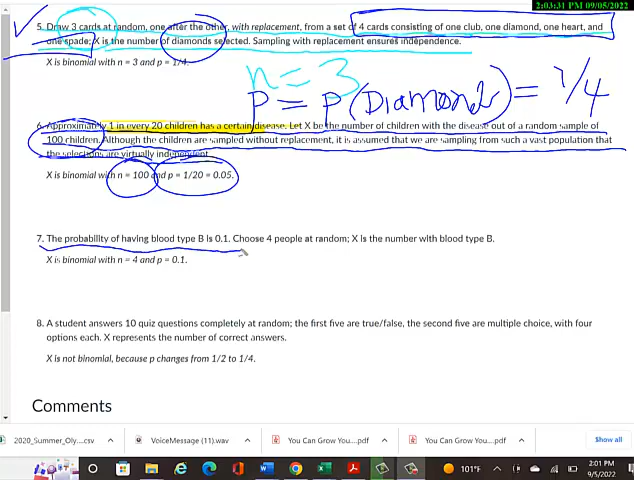 2:03:31 PM 09/05/2022
5. Draw 3 cards at random, one after the other, with replacement, from a set of 4 cards consisting of one club, one diamond, one heart, and
one spade; X is the number of diamonds selected. Sampling with replacement ensures independence.
X is binomial with n = 3 and p = 1/4.
n = 3
p = P(Diamonds) = 1/4
6. Approximately 1 in every 20 children has a certain disease. Let X be the number of children with the disease out of a random sample of
100 children. Although the children are sampled without replacement, it is assumed that we are sampling from such a vast population that
the selections are virtually independent.
X is binomial with n = 100 and p = 1/20 = 0.05.
7. The probability of having blood type B is 0.1. Choose 4 people at random; X is the number with blood type B.
X is binomial with n = 4 and p = 0.1.
8. A student answers 10 quiz questions completely at random; the first five are true/false, the second five are multiple choice, with four
options each. X represents the number of correct answers.
X is not binomial, because p changes from 1/2 to 1/4.
Comments
2020_Summer_Oly....csv
VoiceMessage (11).wav
You Can Grow You....pdf
You Can Grow You....pdf
Show all
101°F
2:01 PM
9/5/2022